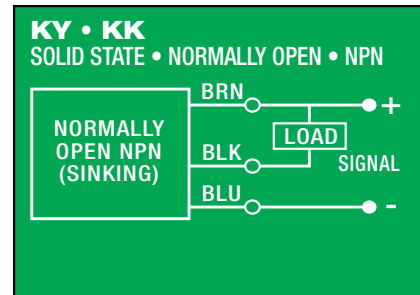 KY • KK
SOLID STATE • NORMALLY OPEN • NPN
BRN
+
NORMALLY
OPEN NPN
(SINKING)
LOAD
BLK
SIGNAL
BLU
-